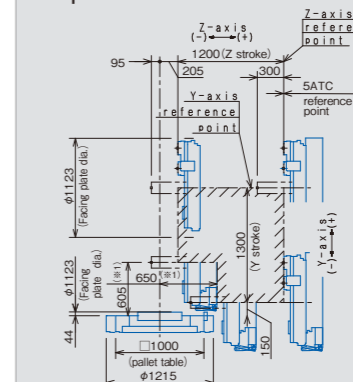 Z-axis
(-) (+)
Z-axis
refere
point
1200(Z stroke)
95
205
300
5ATC
reference
point
Y-axis
reference
point
φ1123
(Facing plate dia.)
1300
(Y stroke)
Y-axis
(-) (+)
φ1123
(Facing
plate dia.)
605(※1)
650(※1)
44
150
□1000
(pallet table)
φ1215